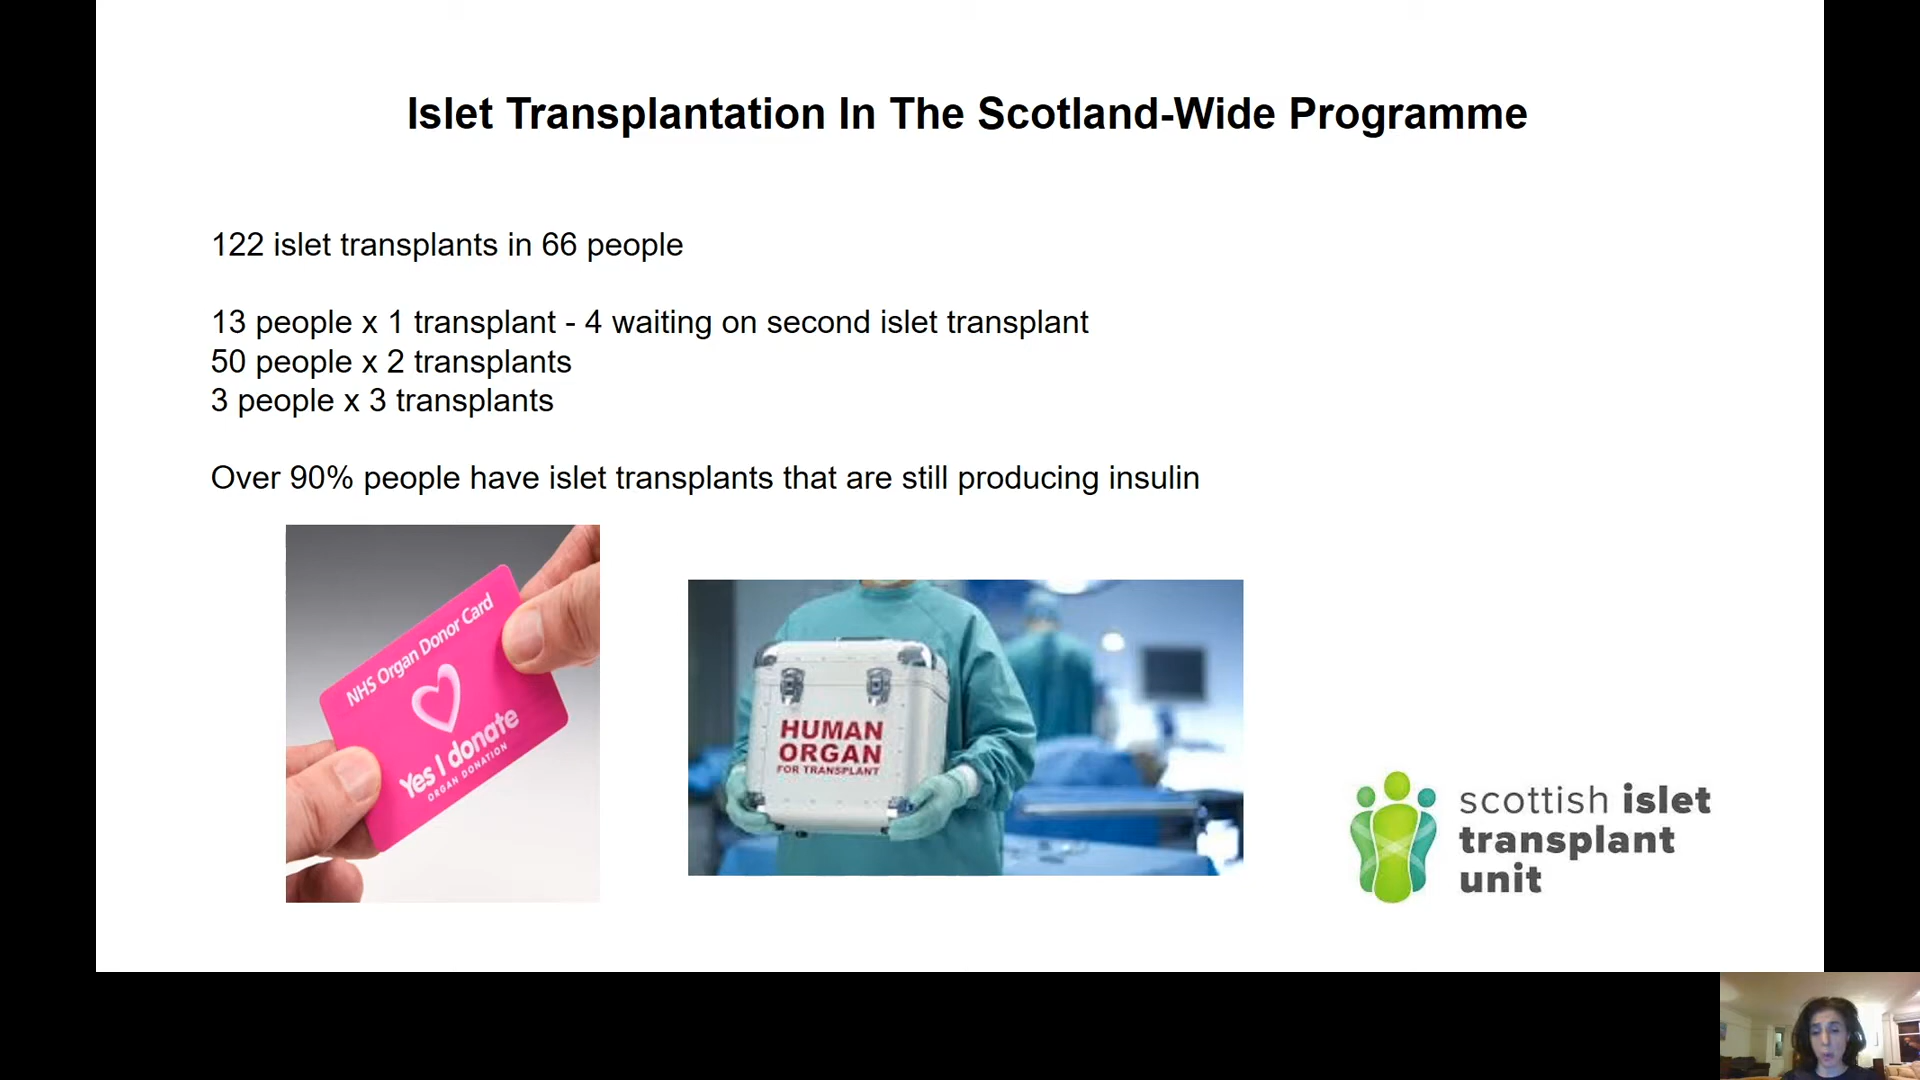 Islet Transplantation In The Scotland-Wide Programme
122 islet transplants in 66 people
13 people x 1 transplant - 4 waiting on second islet transplant
50 people x 2 transplants
3 people x 3 transplants
Over 90% people have islet transplants that are still producing insulin
NHS Organ Donor Card
Yes I donate
ORGAN DONATION
HUMAN
ORGAN
FOR TRANSPLANT
scottish islet
transplant
unit